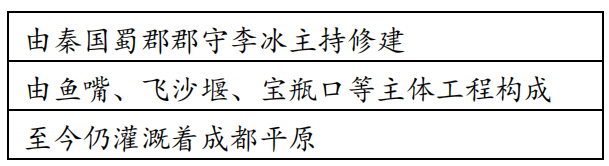 由秦国蜀郡郡守李冰主持修建
由鱼嘴、飞沙堰、宝瓶口等主体工程构成
至今仍灌溉着成都平原